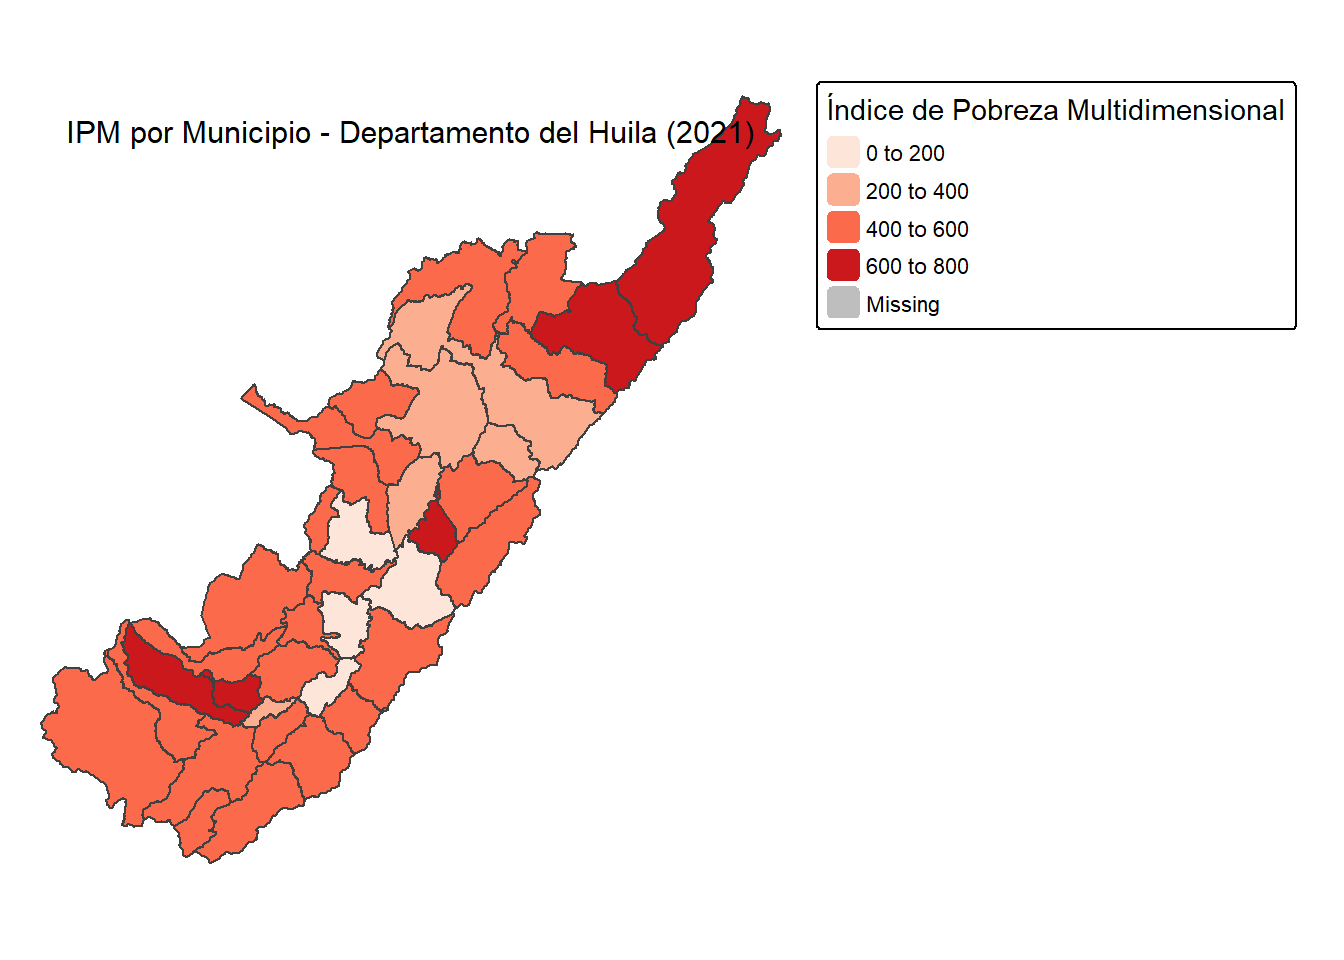 IPM por Municipio - Departamento del Huila (2021)
Índice de Pobreza Multidimensional
0 to 200
200 to 400
400 to 600
600 to 800
Missing